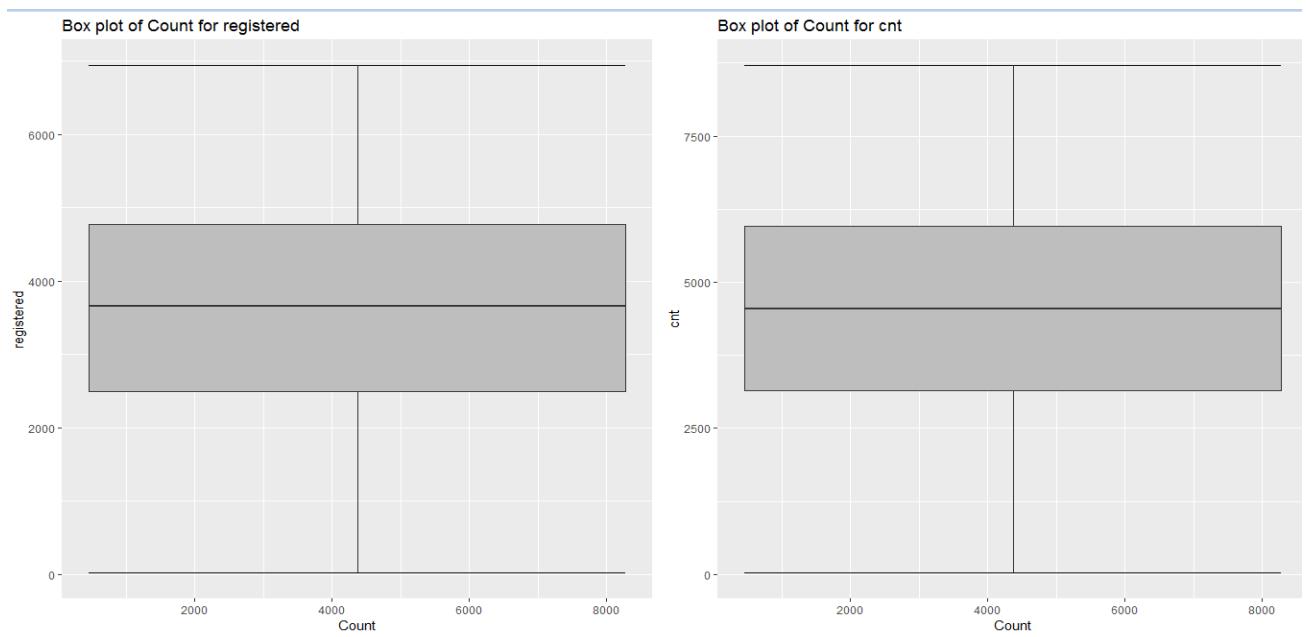 Box plot of Count for registered
registered
6000
4000
2000
0
2000 4000 6000 8000
Count
Box plot of Count for cnt
cnt
7500
5000
2500
0
2000 4000 6000 8000
Count